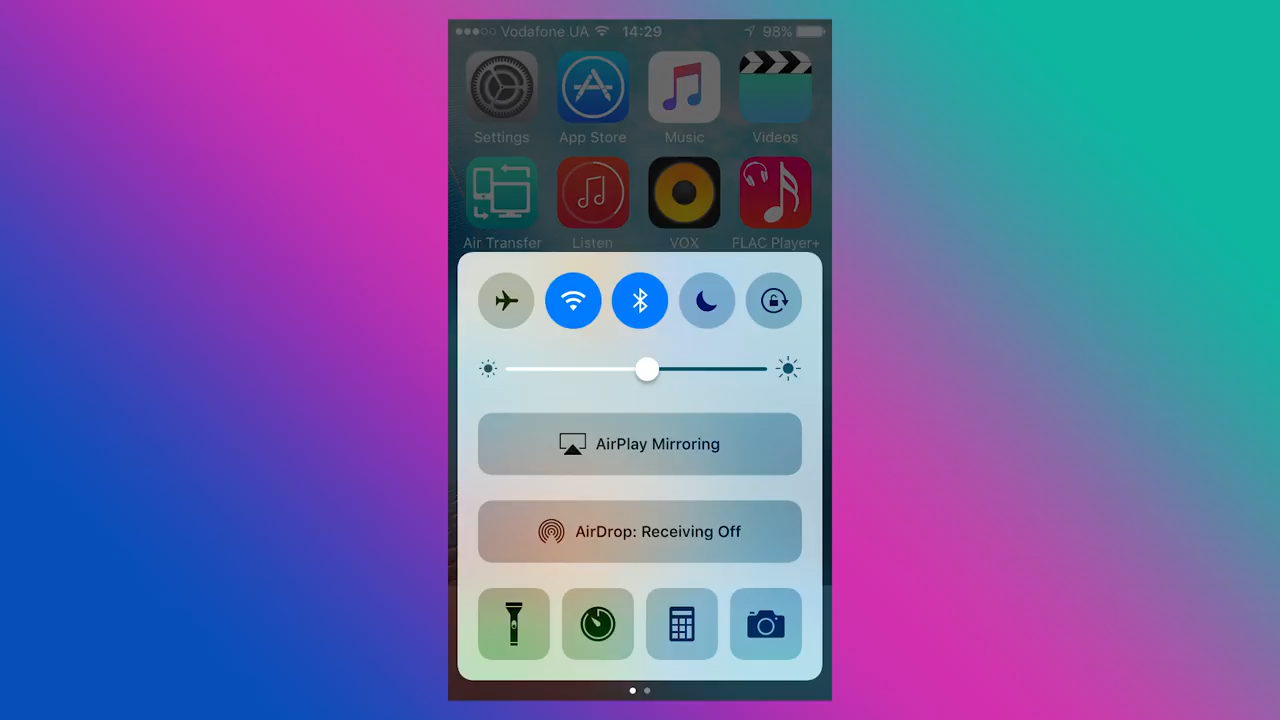 Vodafone UA 14:29 98%
Settings App Store Music Videos
Air Transfer Listen VOX FLAC Player+
AirPlay Mirroring
AirDrop: Receiving Off